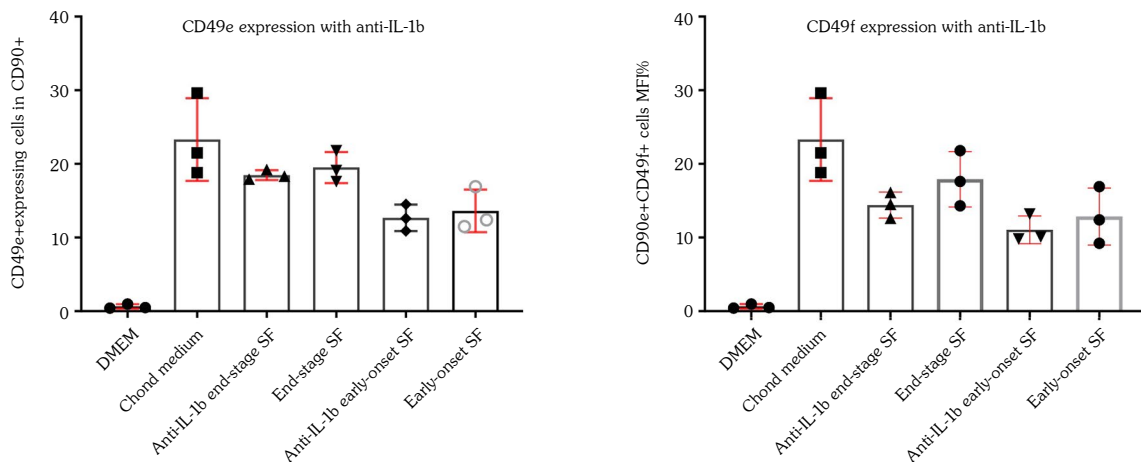 CD49e expression with anti-IL-1b
CD49e+expressing cells in CD90+
40
30
20
10
0
DMEM
Chond medium
Anti-IL-1b end-stage SF
End-stage SF
Anti-IL-1b early-onset SF
Early-onset SF
CD49f expression with anti-IL-1b
CD90e+CD49f+ cells MFI%
40
30
20
10
0
DMEM
Chond medium
Anti-IL-1b end-stage SF
End-stage SF
Anti-IL-1b early-onset SF
Early-onset SF